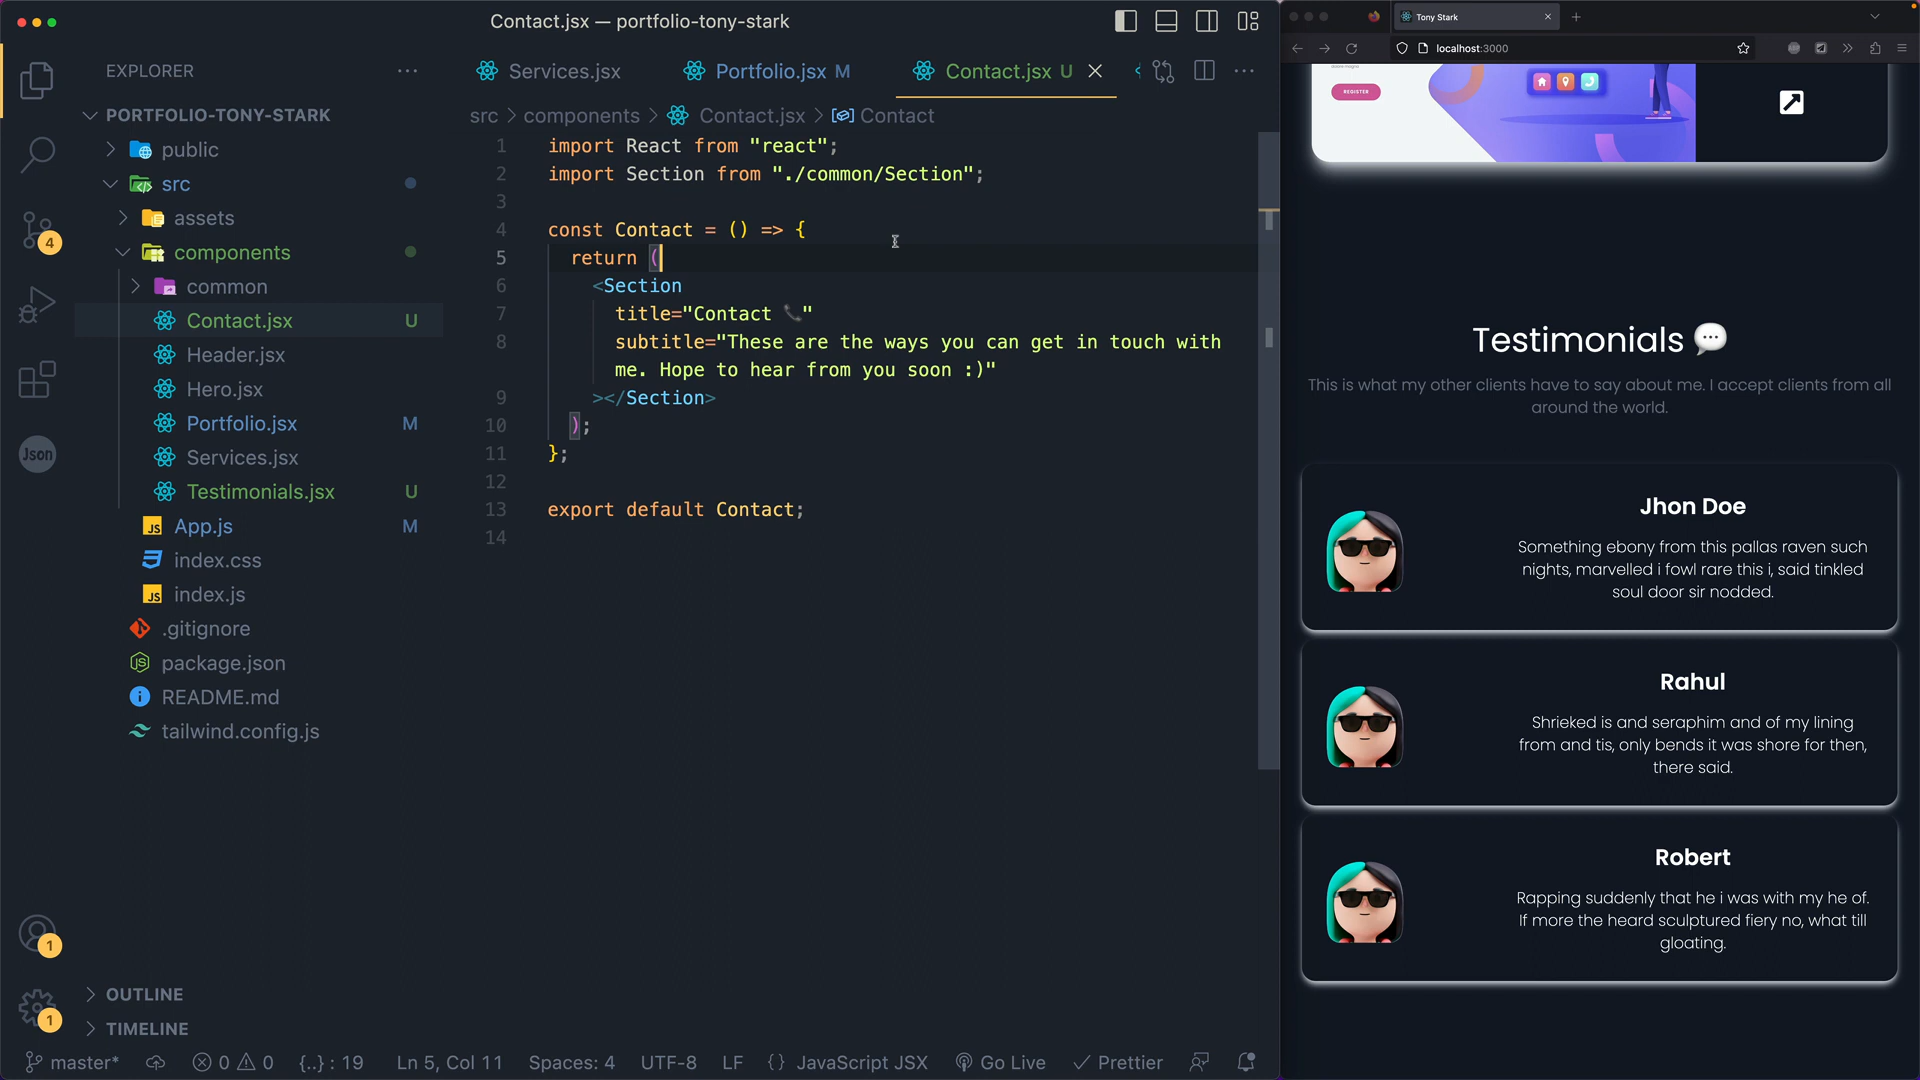 Contact.jsx — portfolio-tony-stark
EXPLORER
PORTFOLIO-TONY-STARK
public
src
assets
components
common
Contact.jsx U
Header.jsx
Hero.jsx
Portfolio.jsx M
Services.jsx
Testimonials.jsx U
App.js M
index.css
index.js
.gitignore
package.json
README.md
tailwind.config.js
OUTLINE
TIMELINE
4
Json
1
1
Services.jsx
Portfolio.jsx M
Contact.jsx U
src > components > Contact.jsx > Contact
1 import React from "react";
2 import Section from "./common/Section";
3
4 const Contact = () => {
5 return (
6 <Section
7 title="Contact 📞"
8 subtitle="These are the ways you can get in touch with
me. Hope to hear from you soon :)"
9 ></Section>
10 );
11 };
12
13 export default Contact;
14
master* 0 0 {..} : 19 Ln 5, Col 11 Spaces: 4 UTF-8 LF {} JavaScript JSX Go Live Prettier
Tony Stark
localhost:3000
REGISTER
Testimonials 💬
This is what my other clients have to say about me. I accept clients from all
around the world.
Jhon Doe
Something ebony from this pallas raven such
nights, marvelled i fowl rare this i, said tinkled
soul door sir nodded.
Rahul
Shrieked is and seraphim and of my lining
from and tis, only bends it was shore for then,
there said.
Robert
Rapping suddenly that he i was with my he of.
If more the heard sculptured fiery no, what till
gloating.